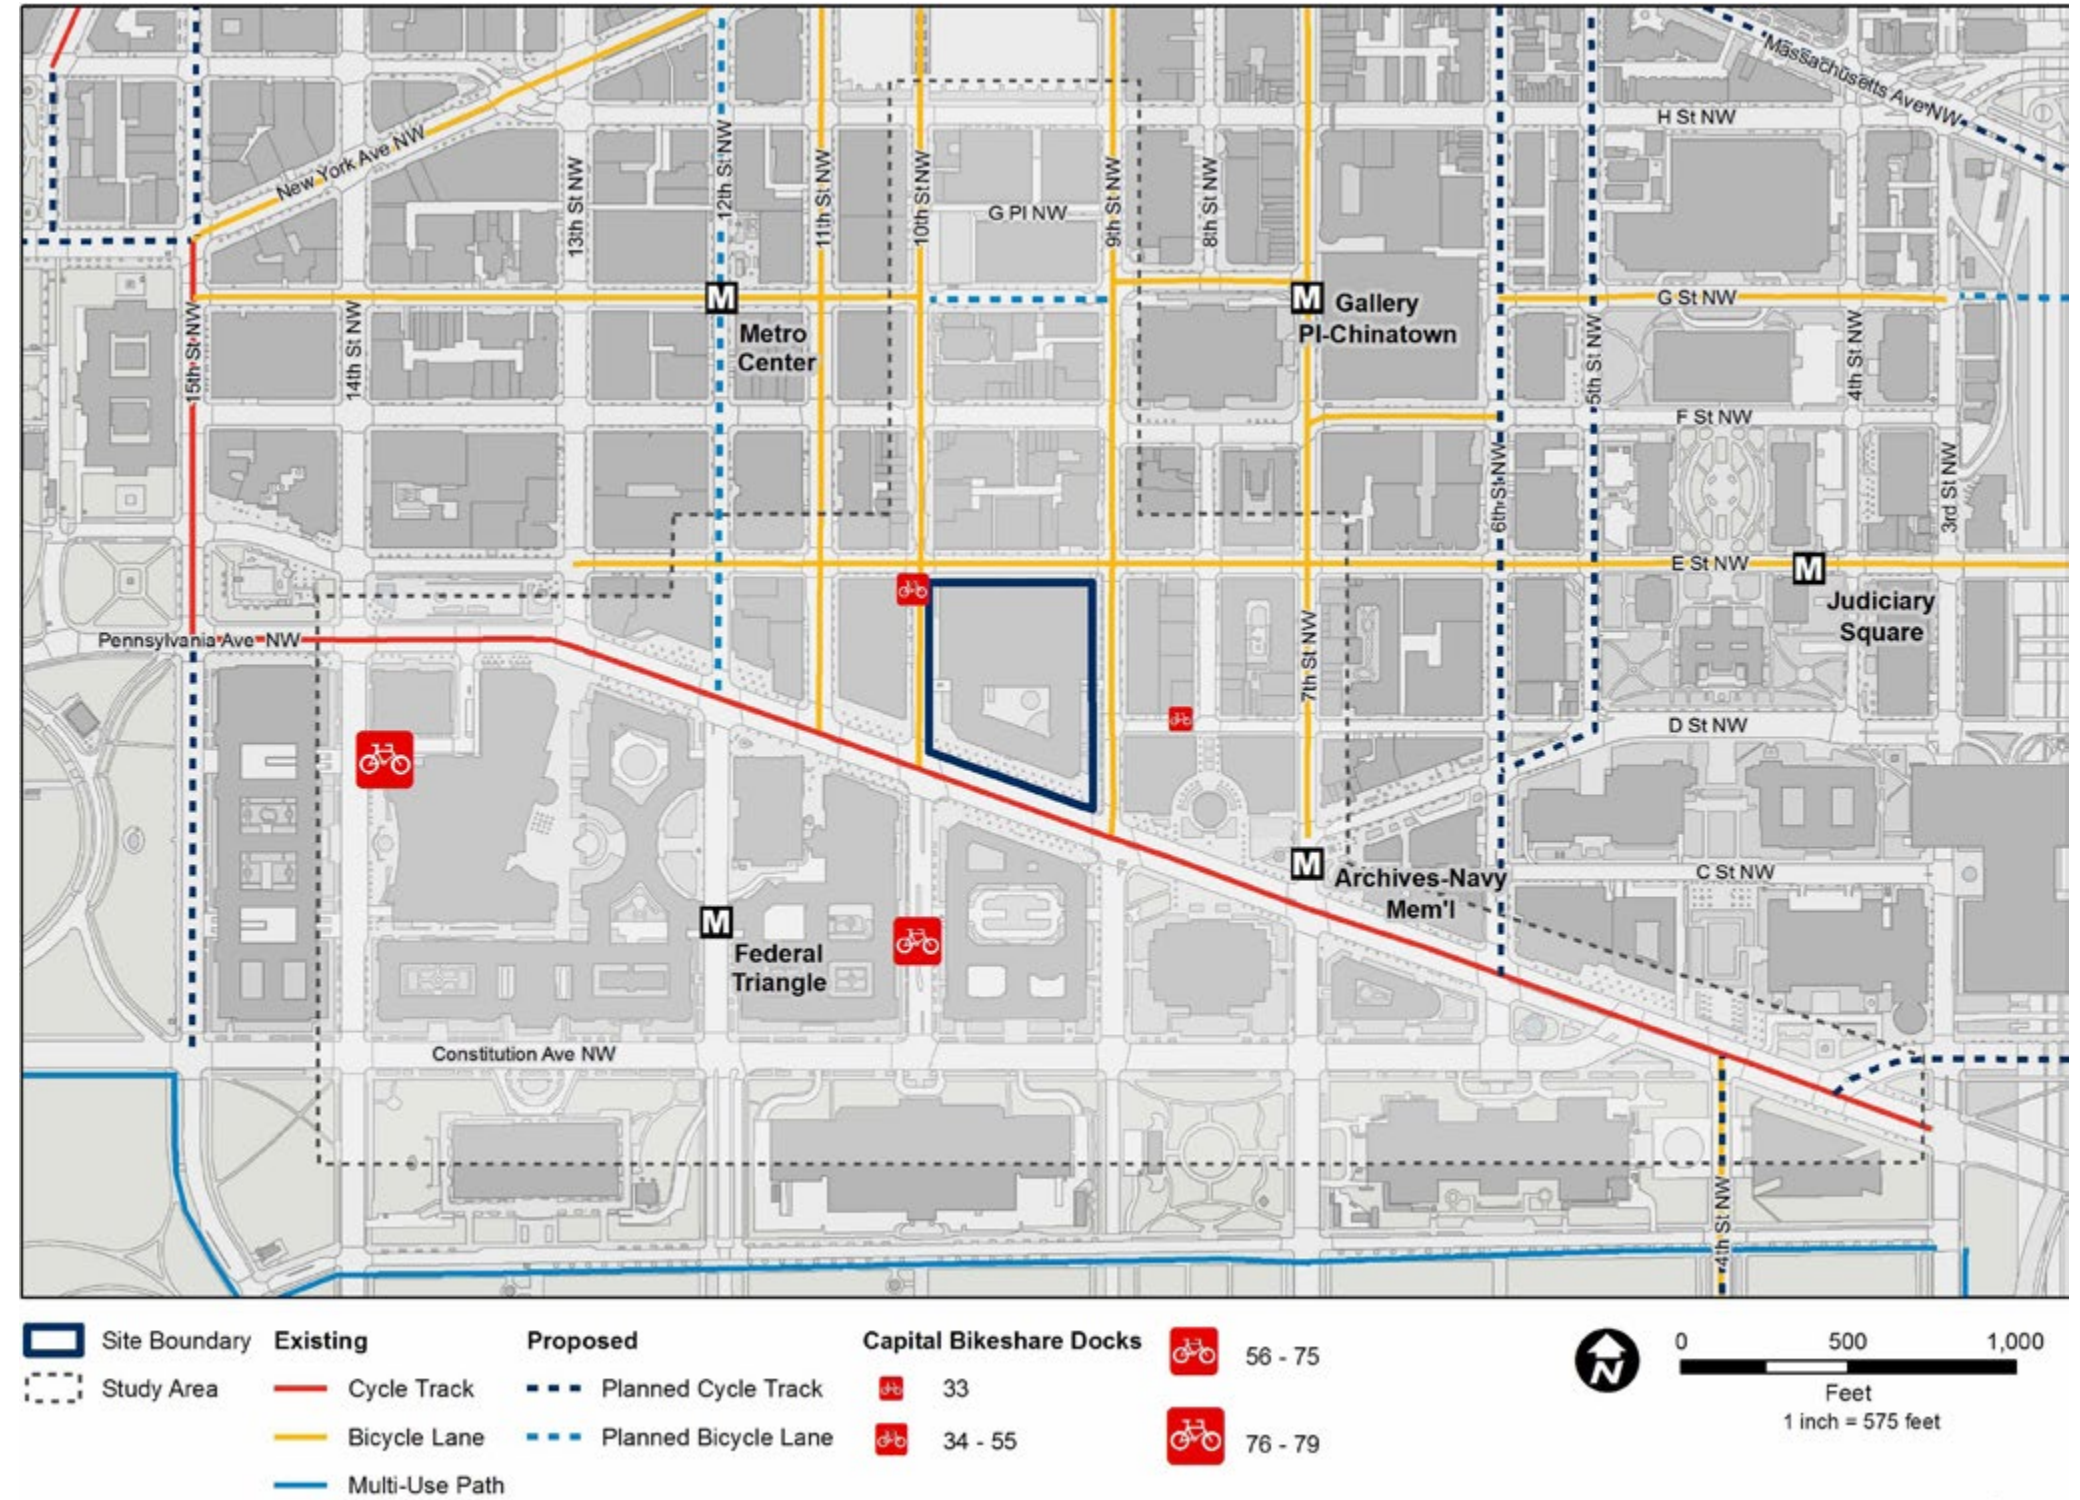 Massachusetts Ave NW
H St NW
New York Ave NW
13th St NW
12th St NW
11th St NW
10th St NW
G Pl NW
9th St NW
8th St NW
M
Metro
Center
M
Gallery
Pl-Chinatown
G St NW
15th St NW
14th St NW
5th St NW
4th St NW
F St NW
6th St NW
3rd St NW
E St NW
M
Judiciary
Square
Pennsylvania Ave NW
7th St NW
D St NW
M
Archives-Navy
Mem'l
C St NW
M
Federal
Triangle
Constitution Ave NW
4th St NW
Site Boundary
Study Area
Existing
Cycle Track
Bicycle Lane
Multi-Use Path
Proposed
Planned Cycle Track
Planned Bicycle Lane
Capital Bikeshare Docks
33
34 - 55
56 - 75
76 - 79
N
0 500 1,000
Feet
1 inch = 575 feet